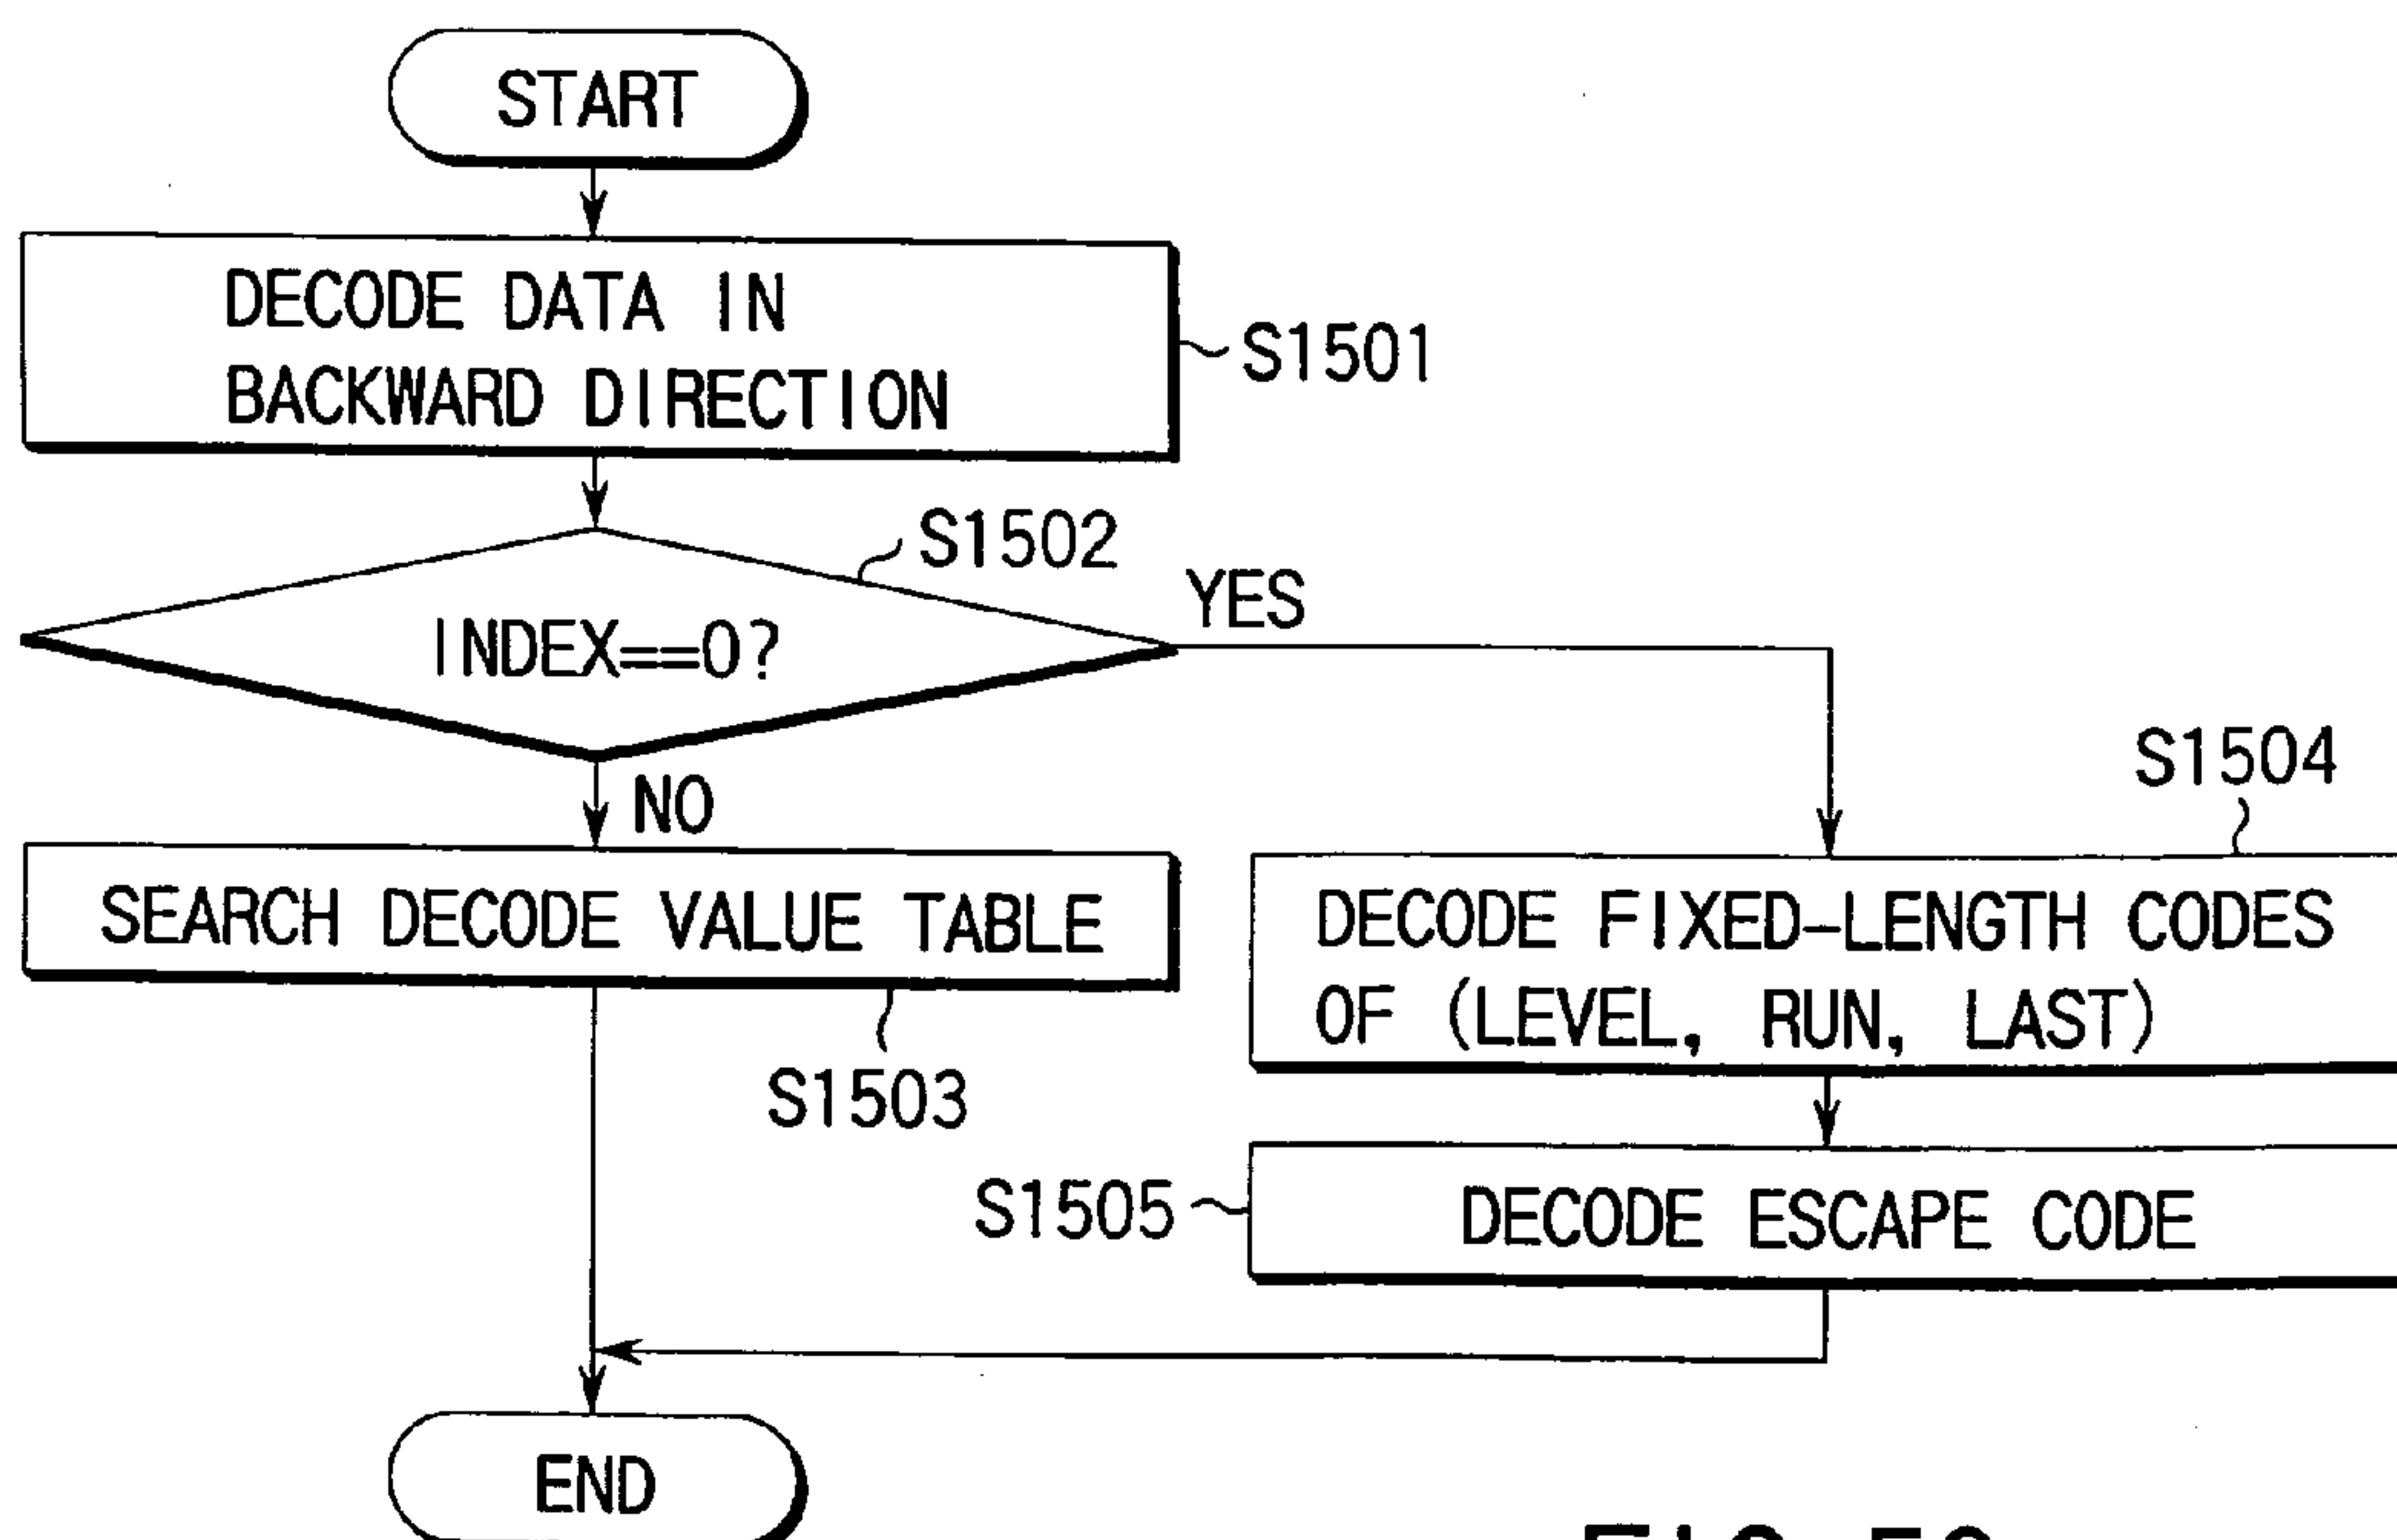 START
DECODE DATA IN
BACKWARD DIRECTION
S1501
S1502
INDEX==0?
YES
NO
S1504
SEARCH DECODE VALUE TABLE
S1503
DECODE FIXED-LENGTH CODES
OF (LEVEL, RUN, LAST)
S1505
DECODE ESCAPE CODE
END